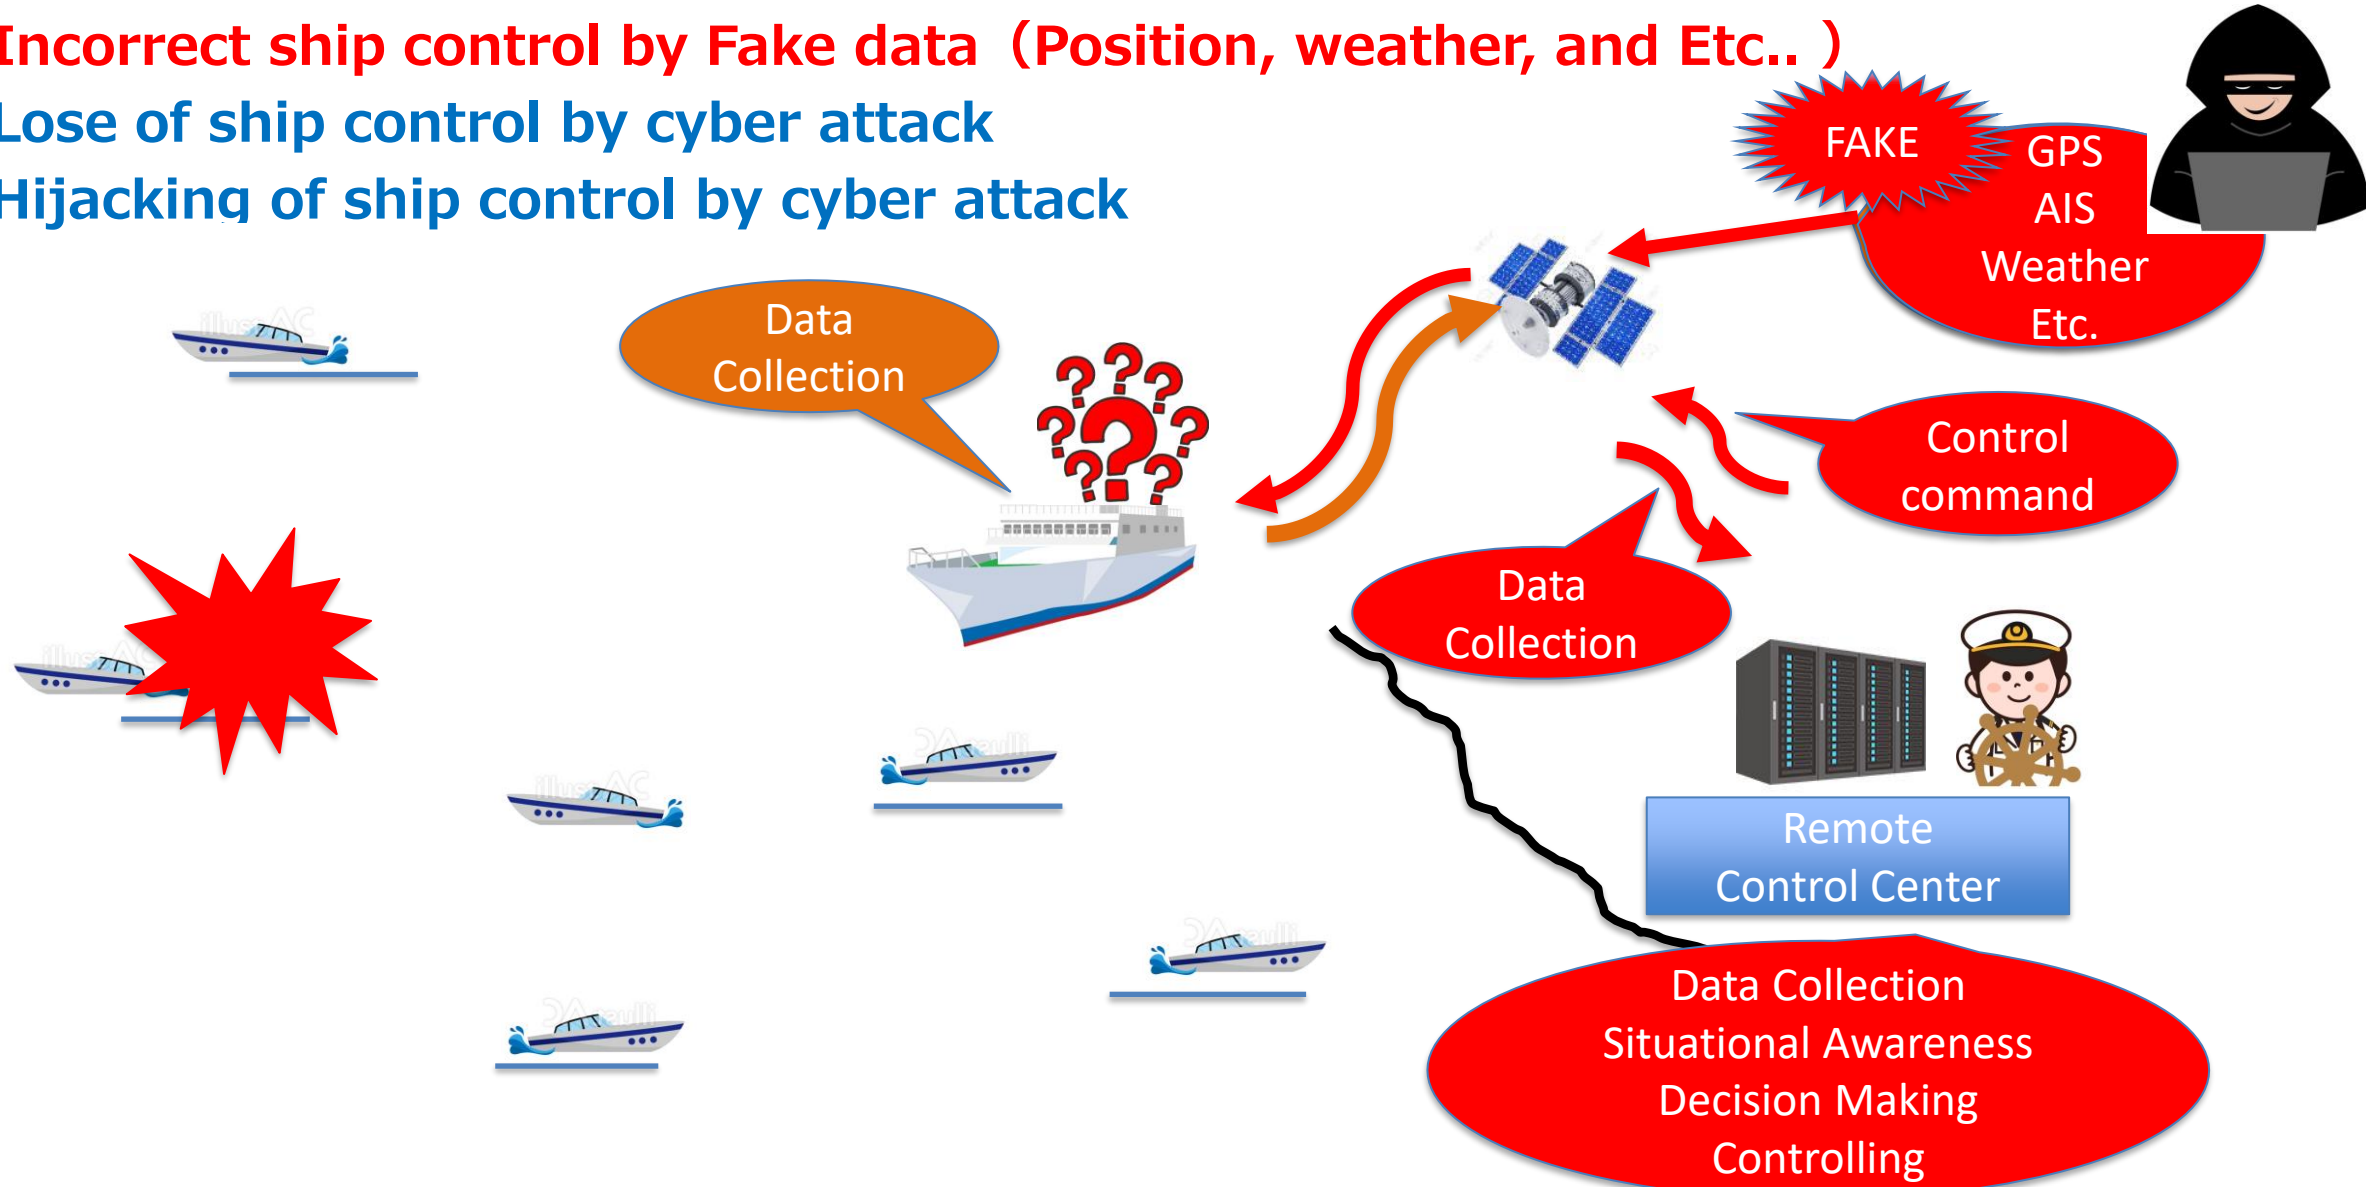 Incorrect ship control by Fake data（Position, weather, and Etc.. ）
Lose of ship control by cyber attack
Hijacking of ship control by cyber attack
FAKE
GPS
AIS
Weather
Etc.
Data
Collection
Control
command
Data
Collection
Remote
Control Center
Data Collection
Situational Awareness
Decision Making
Controlling